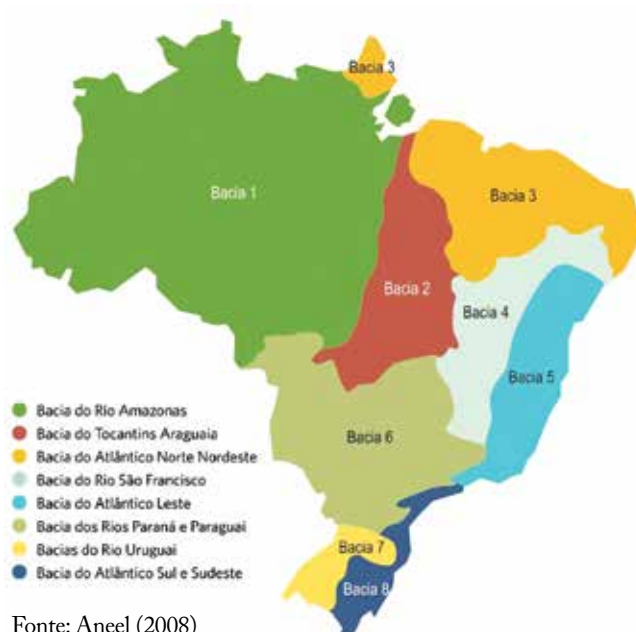 Bacia 3
Bacia 1
Bacia 3
Bacia 2
Bacia 4
Bacia 5
Bacia 6
Bacia 7
Bacia 8
Bacia do Rio Amazonas
Bacia do Tocantins Araguaia
Bacia do Atlântico Norte Nordeste
Bacia do Rio São Francisco
Bacia do Atlântico Leste
Bacia dos Rios Paraná e Paraguai
Bacias do Rio Uruguai
Bacia do Atlântico Sul e Sudeste
Fonte: Aneel (2008)